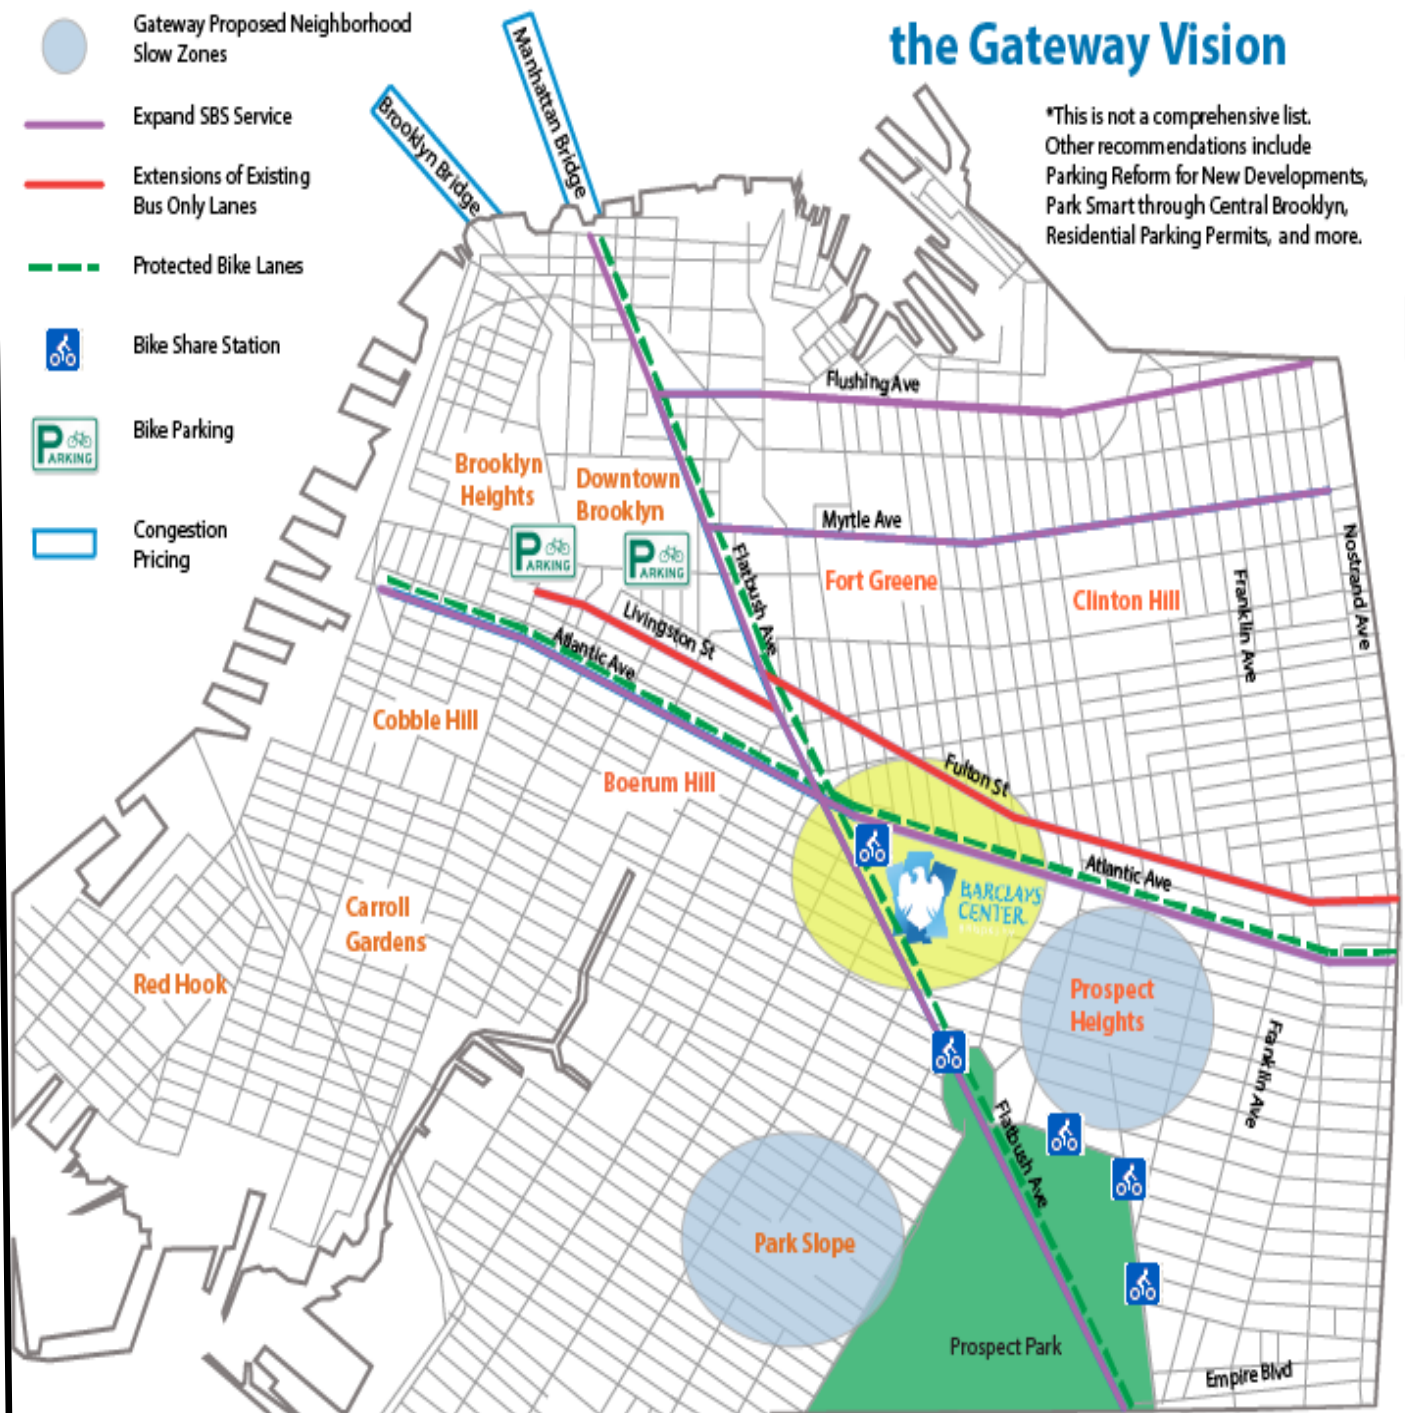 the Gateway Vision
*This is not a comprehensive list.
Other recommendations include
Parking Reform for New Developments,
Park Smart through Central Brooklyn,
Residential Parking Permits, and more.
Gateway Proposed Neighborhood
Slow Zones
Expand SBS Service
Extensions of Existing
Bus Only Lanes
Protected Bike Lanes
Bike Share Station
P
ARKING
Bike Parking
Congestion
Pricing
Brooklyn Bridge
Manhattan Bridge
Flushing Ave
Brooklyn
Heights
Downtown
Brooklyn
P
ARKING
P
ARKING
Myrtle Ave
Flatbush Ave
Fort Greene
Clinton Hill
Franklin Ave
Nostrand Ave
Livingston St
Atlantic Ave
Cobble Hill
Boerum Hill
Fulton St
Atlantic Ave
BARCLAYS
CENTER
BROOKLYN
Carroll
Gardens
Red Hook
Prospect
Heights
Franklin Ave
Flatbush Ave
Park Slope
Prospect Park
Empire Blvd